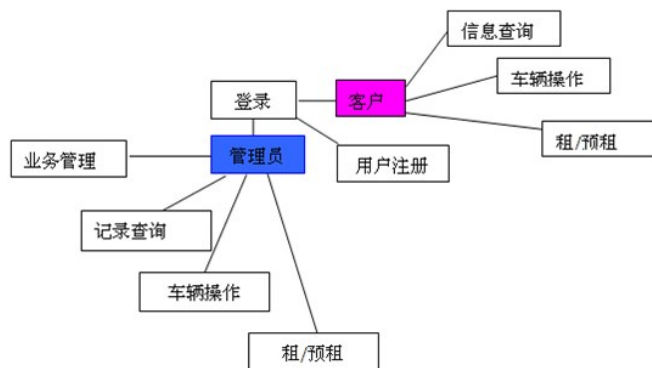 信息查询
车辆操作
登录
客户
租/预租
业务管理
管理员
用户注册
记录查询
车辆操作
租/预租